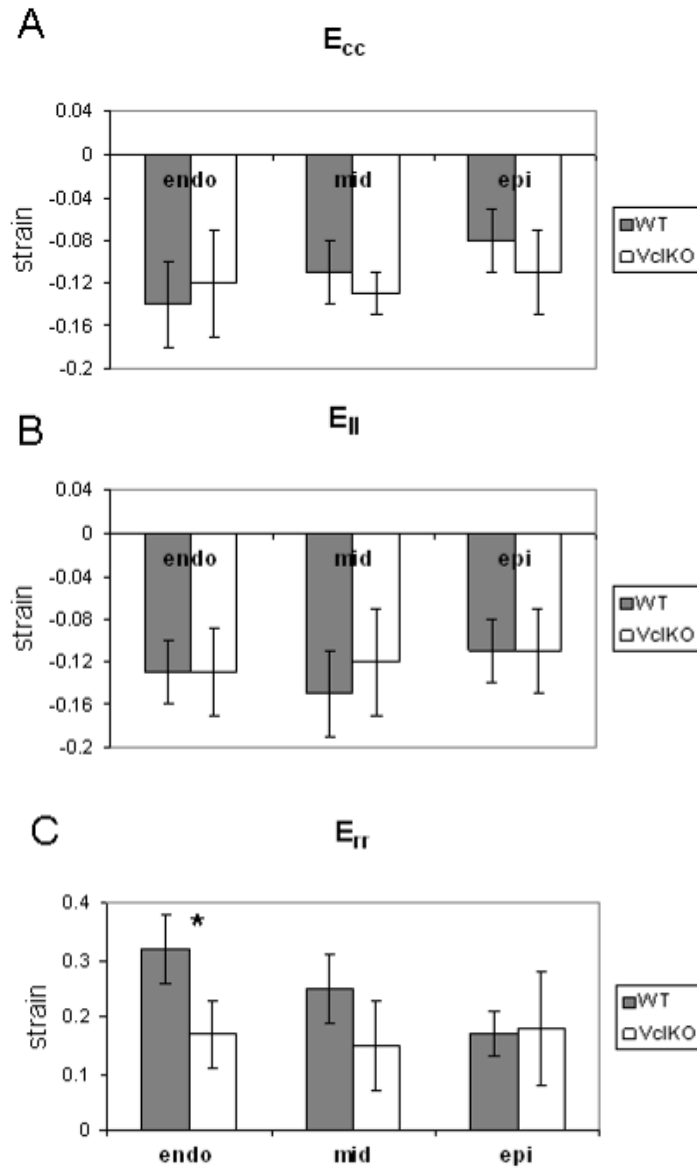 A
Ecc
0.04
0
-0.04
-0.08
-0.12
-0.16
-0.2
strain
endo mid epi
WT
VclKO
B
Ell
0.04
0
-0.04
-0.08
-0.12
-0.16
-0.2
strain
endo mid epi
WT
VclKO
C
Err
0.4
0.3
0.2
0.1
0
strain
*
endo mid epi
WT
VclKO